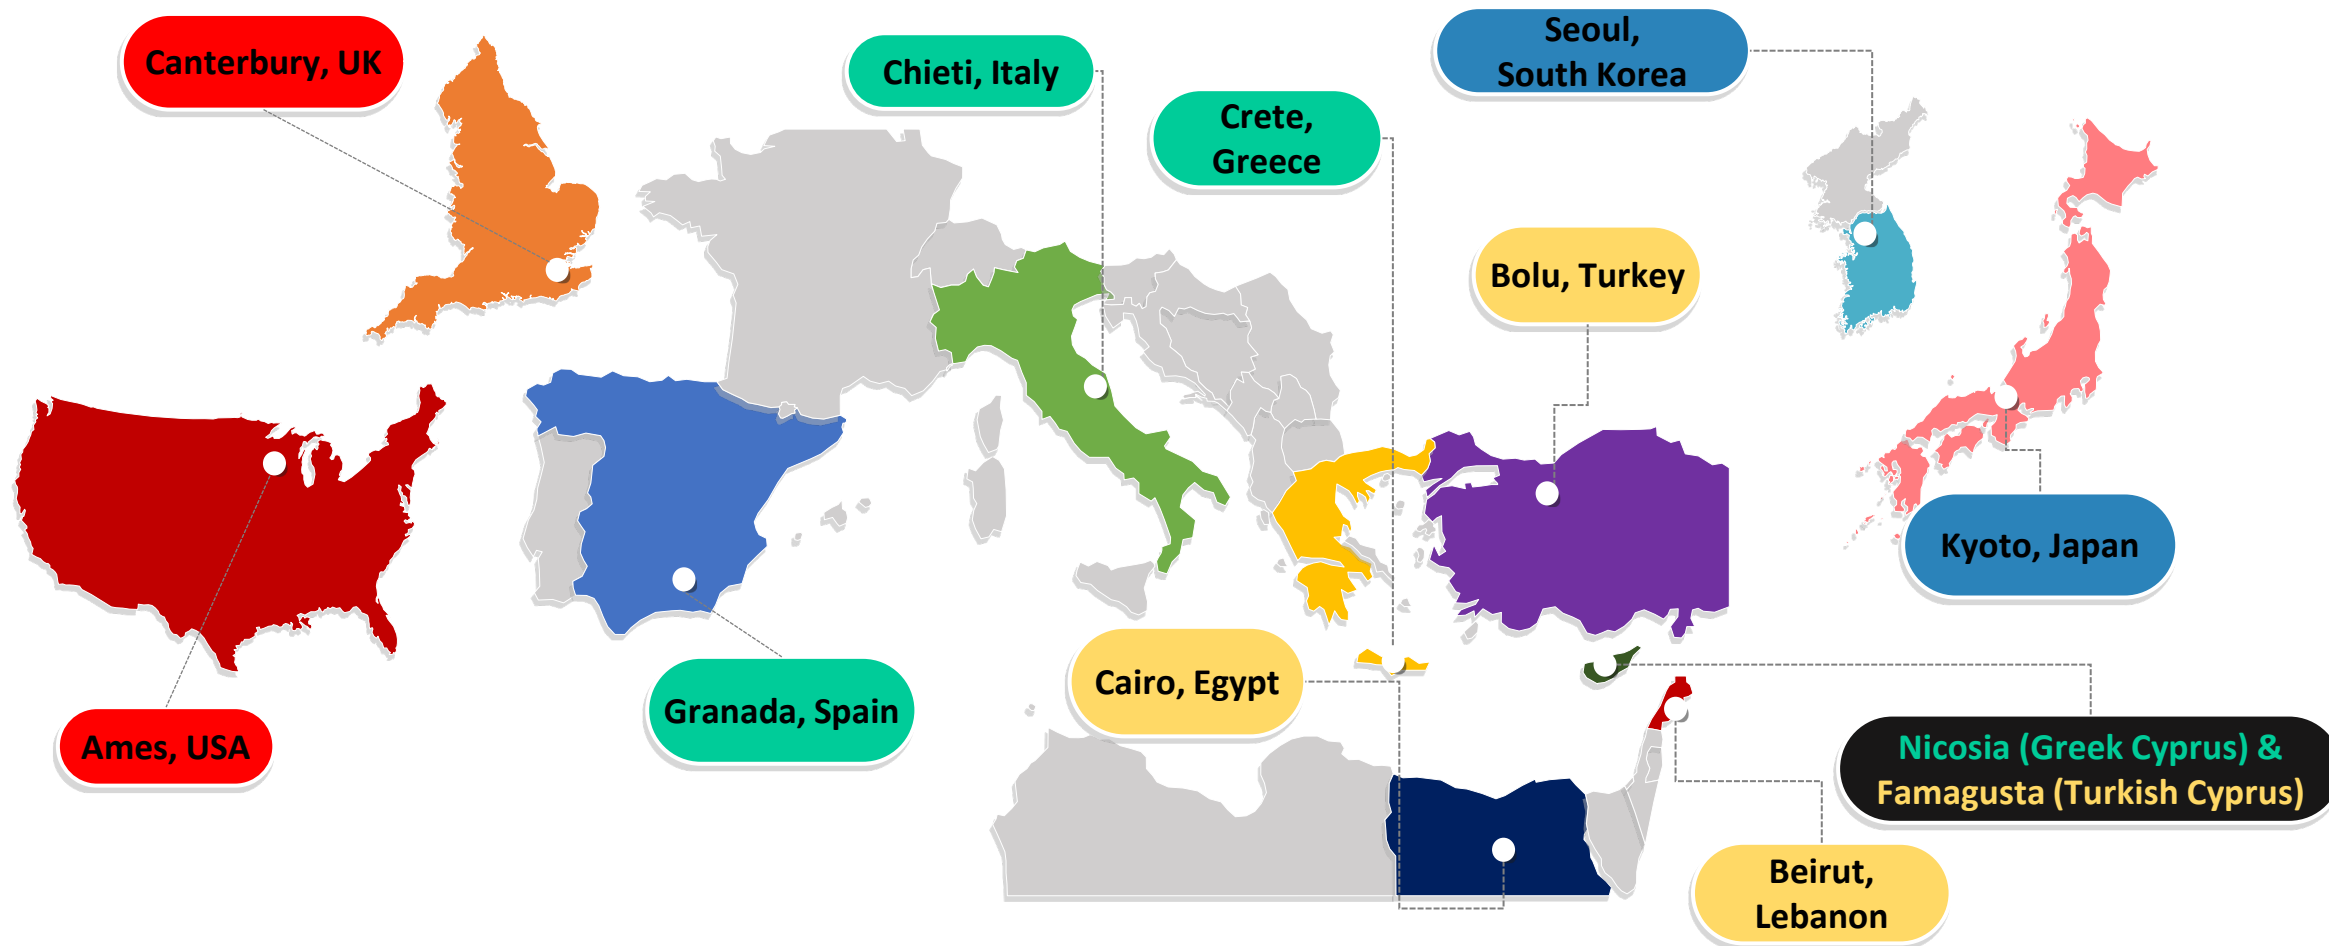 Canterbury, UK
Chieti, Italy
Crete,
Greece
Seoul,
South Korea
Bolu, Turkey
Kyoto, Japan
Cairo, Egypt
Granada, Spain
Ames, USA
Nicosia (Greek Cyprus) &
Famagusta (Turkish Cyprus)
Beirut,
Lebanon